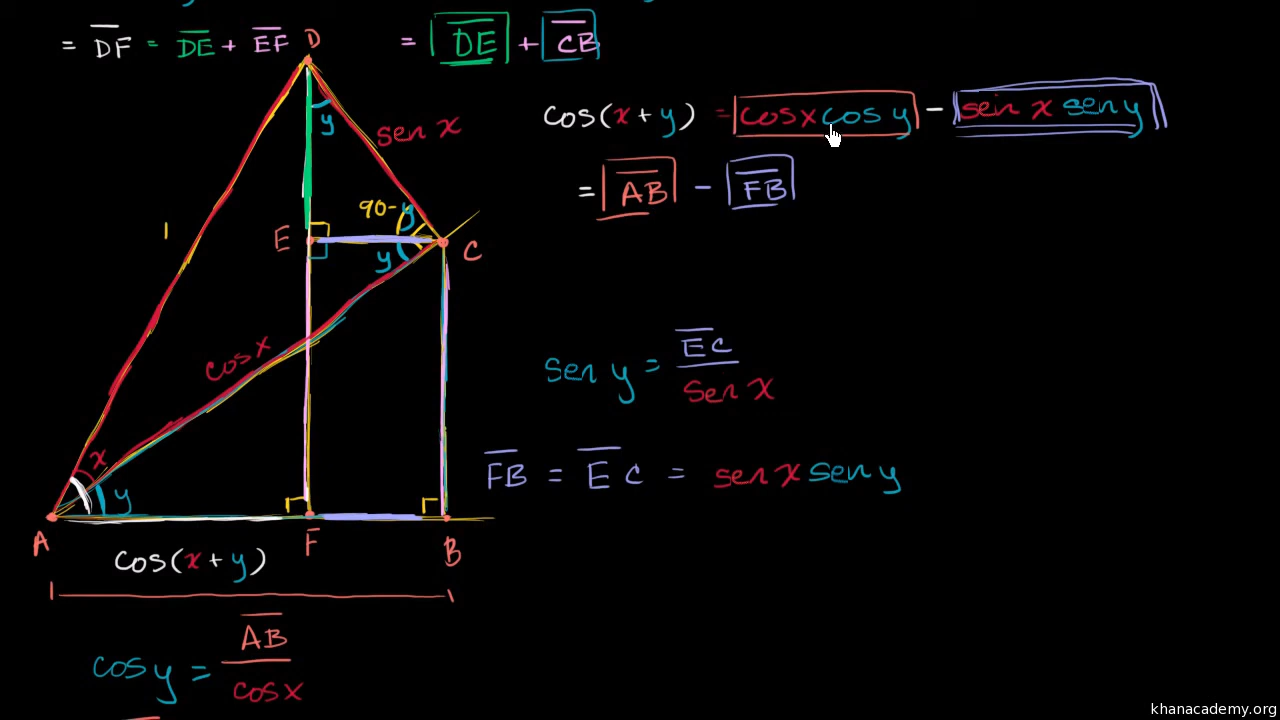 = DF = DE + EF = DE + CB
D
cos(x+y) = cosx cos y - sen x sen y
y
sen x
= AB - FB
1
90-y
E
C
y
cos x
sen y = EC / sen x
x
y
FB = EC = sen x sen y
A
F
B
cos(x+y)
cos y = AB / cos x
khanacademy.org